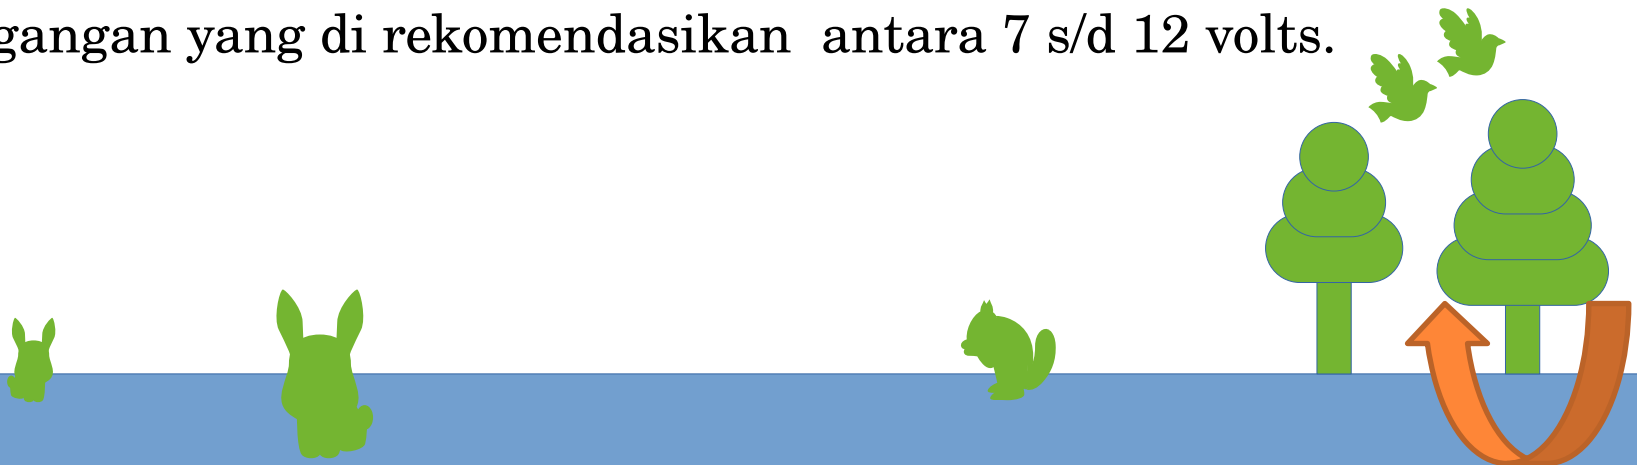 gangan yang di rekomendasikan antara 7 s/d 12 volts.